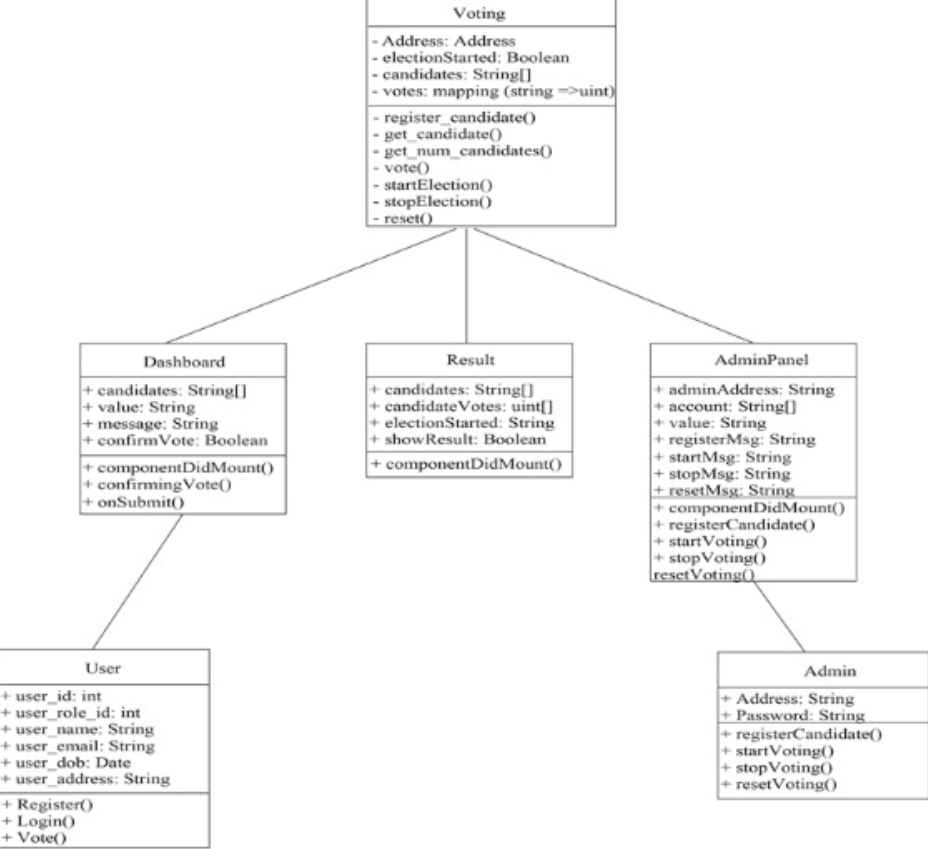 Voting
- Address: Address
- electionStarted: Boolean
- candidates: String[]
- votes: mapping (string =>uint)
- register_candidate()
- get_candidate()
- get_num_candidates()
- vote()
- startElection()
- stopElection()
- reset()
Dashboard
+ candidates: String[]
+ value: String
+ message: String
+ confirmVote: Boolean
+ componentDidMount()
+ confirmingVote()
+ onSubmit()
Result
+ candidates: String[]
+ candidateVotes: uint[]
+ electionStarted: String
+ showResult: Boolean
+ componentDidMount()
AdminPanel
+ adminAddress: String
+ account: String[]
+ value: String
+ registerMsg: String
+ startMsg: String
+ stopMsg: String
+ resetMsg: String
+ componentDidMount()
+ registerCandidate()
+ startVoting()
+ stopVoting()
resetVoting()
User
+ user_id: int
+ user_role_id: int
+ user_name: String
+ user_email: String
+ user_dob: Date
+ user_address: String
+ Register()
+ Login()
+ Vote()
Admin
+ Address: String
+ Password: String
+ registerCandidate()
+ startVoting()
+ stopVoting()
+ resetVoting()